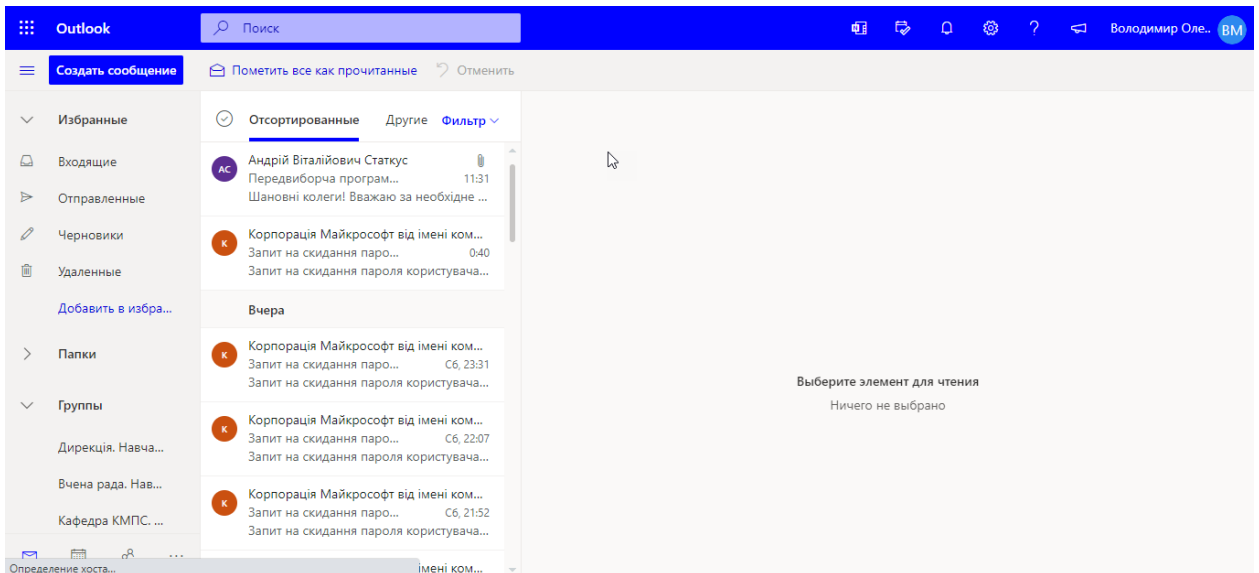 Outlook
Поиск
Володимир Оле..
ВМ
Создать сообщение
Пометить все как прочитанные
Отменить
Избранные
Входящие
Отправленные
Черновики
Удаленные
Добавить в избра...
Папки
Группы
Дирекція. Навча...
Вчена рада. Нав...
Кафедра КМПС. ...
Определение хоста...
Отсортированные
Другие
Фильтр
АС
Андрій Віталійович Статкус
Передвиборча програм...
11:31
Шановні колеги! Вважаю за необхідне ...
К
Корпорація Майкрософт від імені ком...
Запит на скидання паро...
0:40
Запит на скидання пароля користувача...
Вчера
К
Корпорація Майкрософт від імені ком...
Запит на скидання паро...
Сб, 23:31
Запит на скидання пароля користувача...
К
Корпорація Майкрософт від імені ком...
Запит на скидання паро...
Сб, 22:07
Запит на скидання пароля користувача...
К
Корпорація Майкрософт від імені ком...
Запит на скидання паро...
Сб, 21:52
Запит на скидання пароля користувача...
імені ком...
Выберите элемент для чтения
Ничего не выбрано